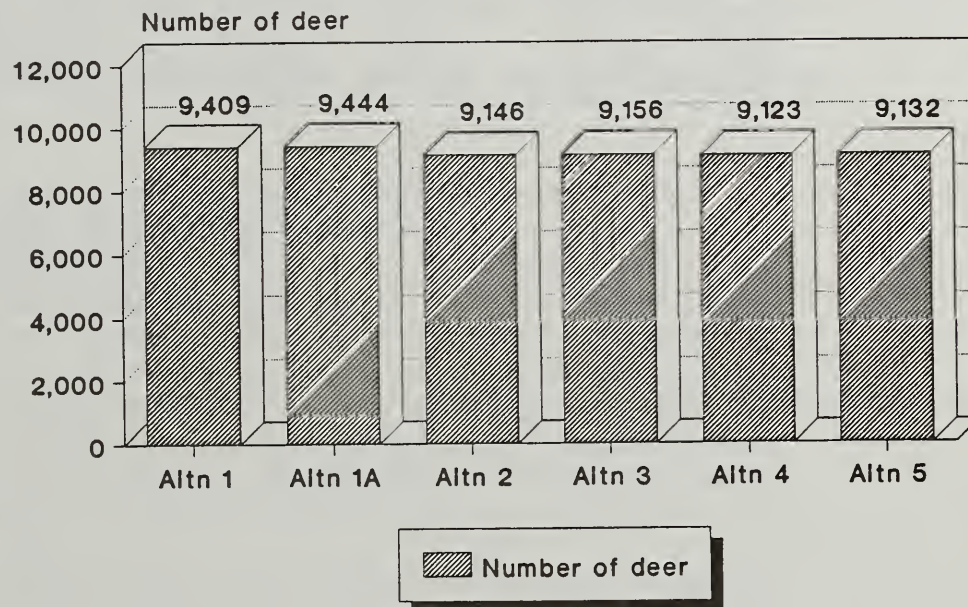 Number of deer
12,000
10,000
8,000
6,000
4,000
2,000
0
9,409 9,444 9,146 9,156 9,123 9,132
Altn 1 Altn 1A Altn 2 Altn 3 Altn 4 Altn 5
Number of deer